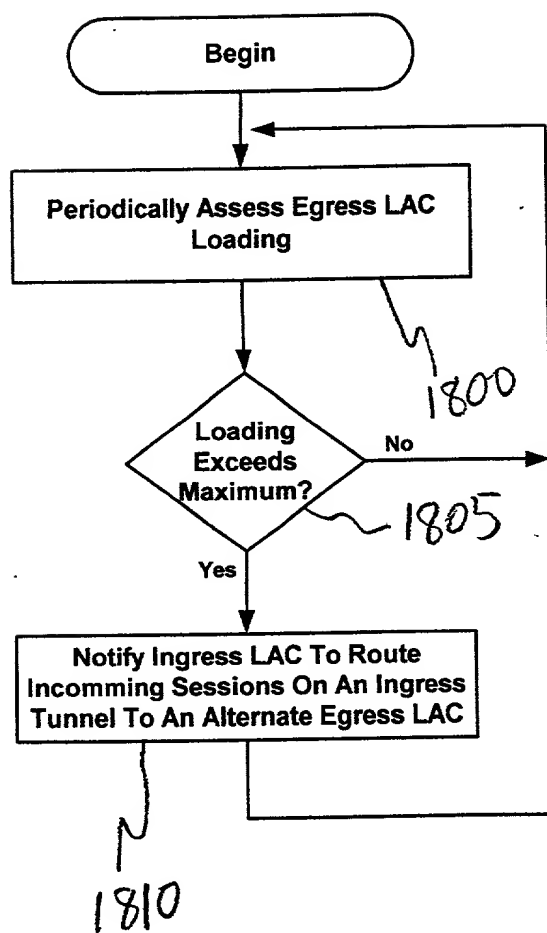 Begin
Periodically Assess Egress LAC
Loading
1800
Loading
Exceeds
Maximum?
No
1805
Yes
Notify Ingress LAC To Route
Incomming Sessions On An Ingress
Tunnel To An Alternate Egress LAC
1810